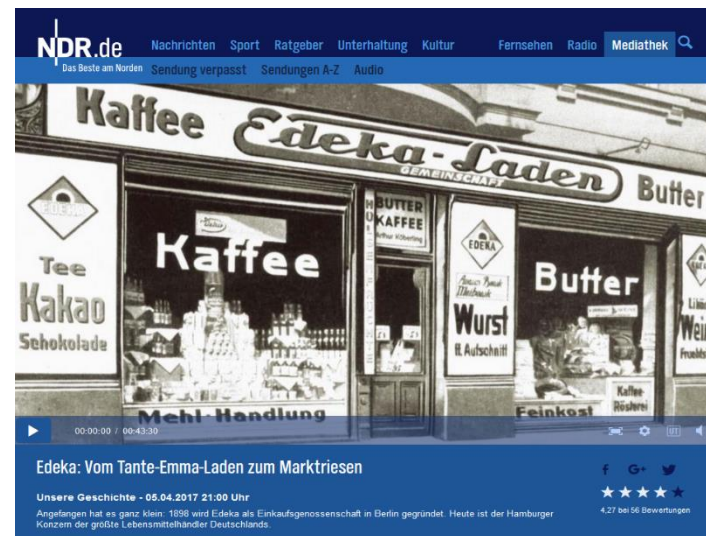 NDR.de
Das Beste am Norden
Nachrichten Sport Ratgeber Unterhaltung Kultur Fernsehen Radio Mediathek
Sendung verpasst Sendungen A-Z Audio
Kaffee Edeka-Laden Butter
GEMEINSCHAFT
EDEKA
Tee
Kakao
Schokolade
Kaffee
BUTTER
KAFFEE
EDEKA
Wurst
ff. Aufschnitt
Butter
Kaffee-
Rösterei
Mehl-Handlung
Feinkost
00:00:00 / 00:43:30
UT
Edeka: Vom Tante-Emma-Laden zum Marktriesen
Unsere Geschichte - 05.04.2017 21:00 Uhr
Angefangen hat es ganz klein: 1898 wird Edeka als Einkaufsgenossenschaft in Berlin gegründet. Heute ist der Hamburger
Konzern der größte Lebensmittelhändler Deutschlands.
f G+
4,27 bei 56 Bewertungen